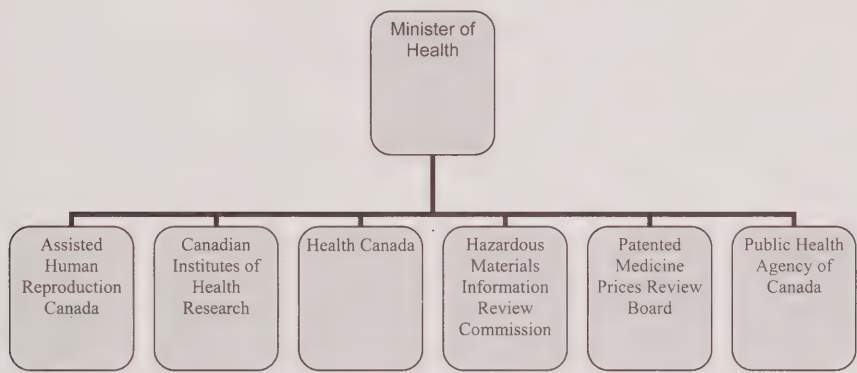 Minister of
Health
Assisted
Human
Reproduction
Canada
Canadian
Institutes of
Health
Research
Health Canada
Hazardous
Materials
Information
Review
Commission
Patented
Medicine
Prices Review
Board
Public Health
Agency of
Canada